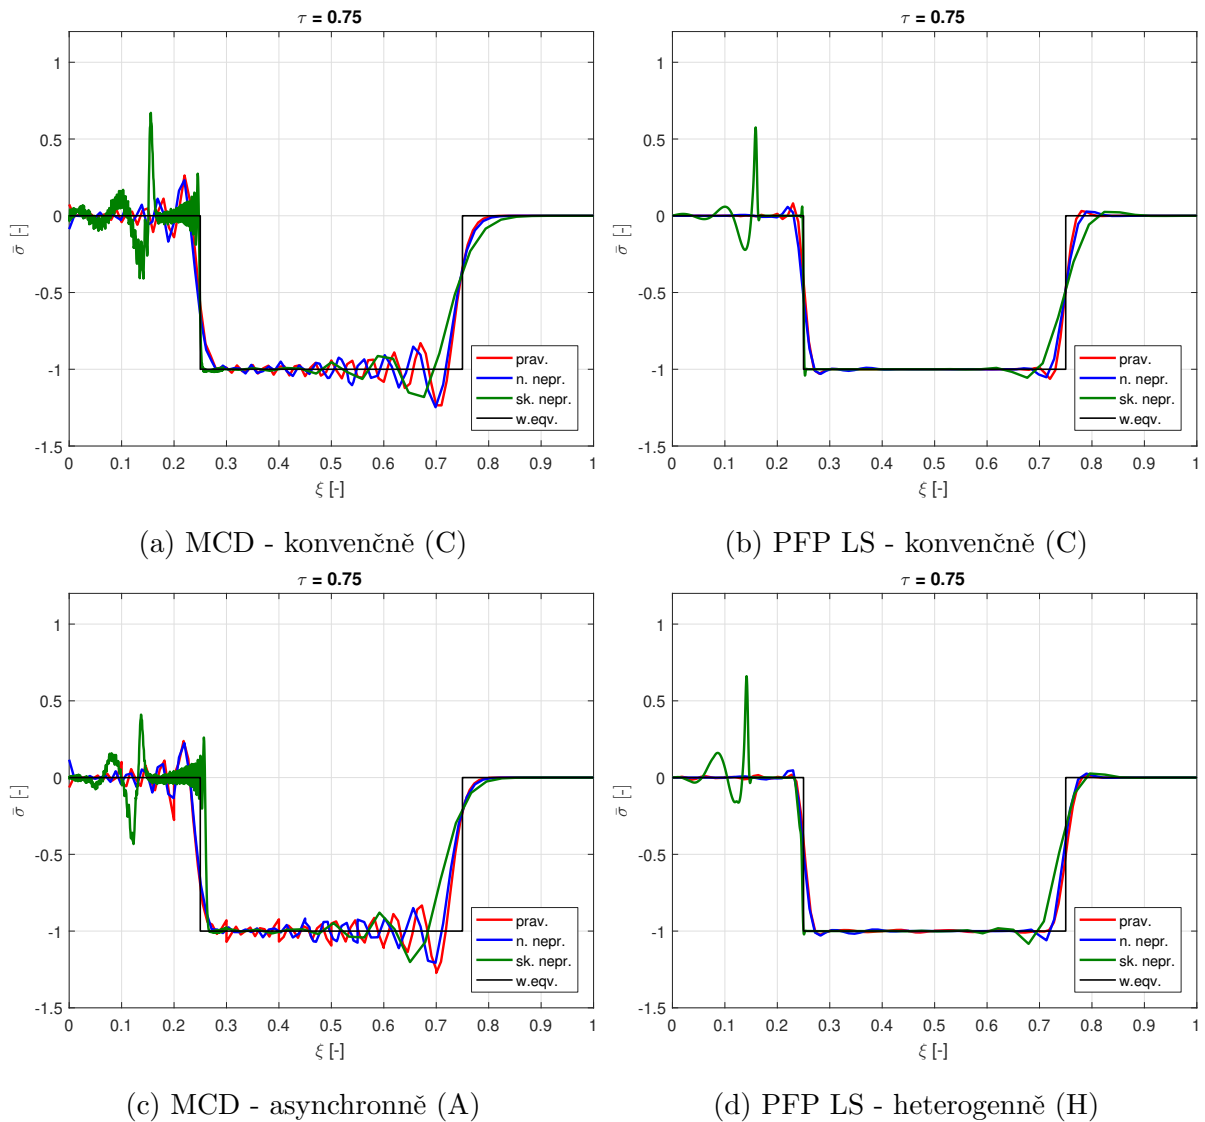 τ = 0.75
1
0.5
0
-0.5
-1
-1.5
σ̄ [-]
prav.
n. nepr.
sk. nepr.
w.eqv.
0 0.1 0.2 0.3 0.4 0.5 0.6 0.7 0.8 0.9 1
ξ [-]
(a) MCD - konvenčně (C)
τ = 0.75
1
0.5
0
-0.5
-1
-1.5
σ̄ [-]
prav.
n. nepr.
sk. nepr.
w.eqv.
0 0.1 0.2 0.3 0.4 0.5 0.6 0.7 0.8 0.9 1
ξ [-]
(b) PFP LS - konvenčně (C)
τ = 0.75
1
0.5
0
-0.5
-1
-1.5
σ̄ [-]
prav.
n. nepr.
sk. nepr.
w.eqv.
0 0.1 0.2 0.3 0.4 0.5 0.6 0.7 0.8 0.9 1
ξ [-]
(c) MCD - asynchronně (A)
τ = 0.75
1
0.5
0
-0.5
-1
-1.5
σ̄ [-]
prav.
n. nepr.
sk. nepr.
w.eqv.
0 0.1 0.2 0.3 0.4 0.5 0.6 0.7 0.8 0.9 1
ξ [-]
(d) PFP LS - heterogenně (H)